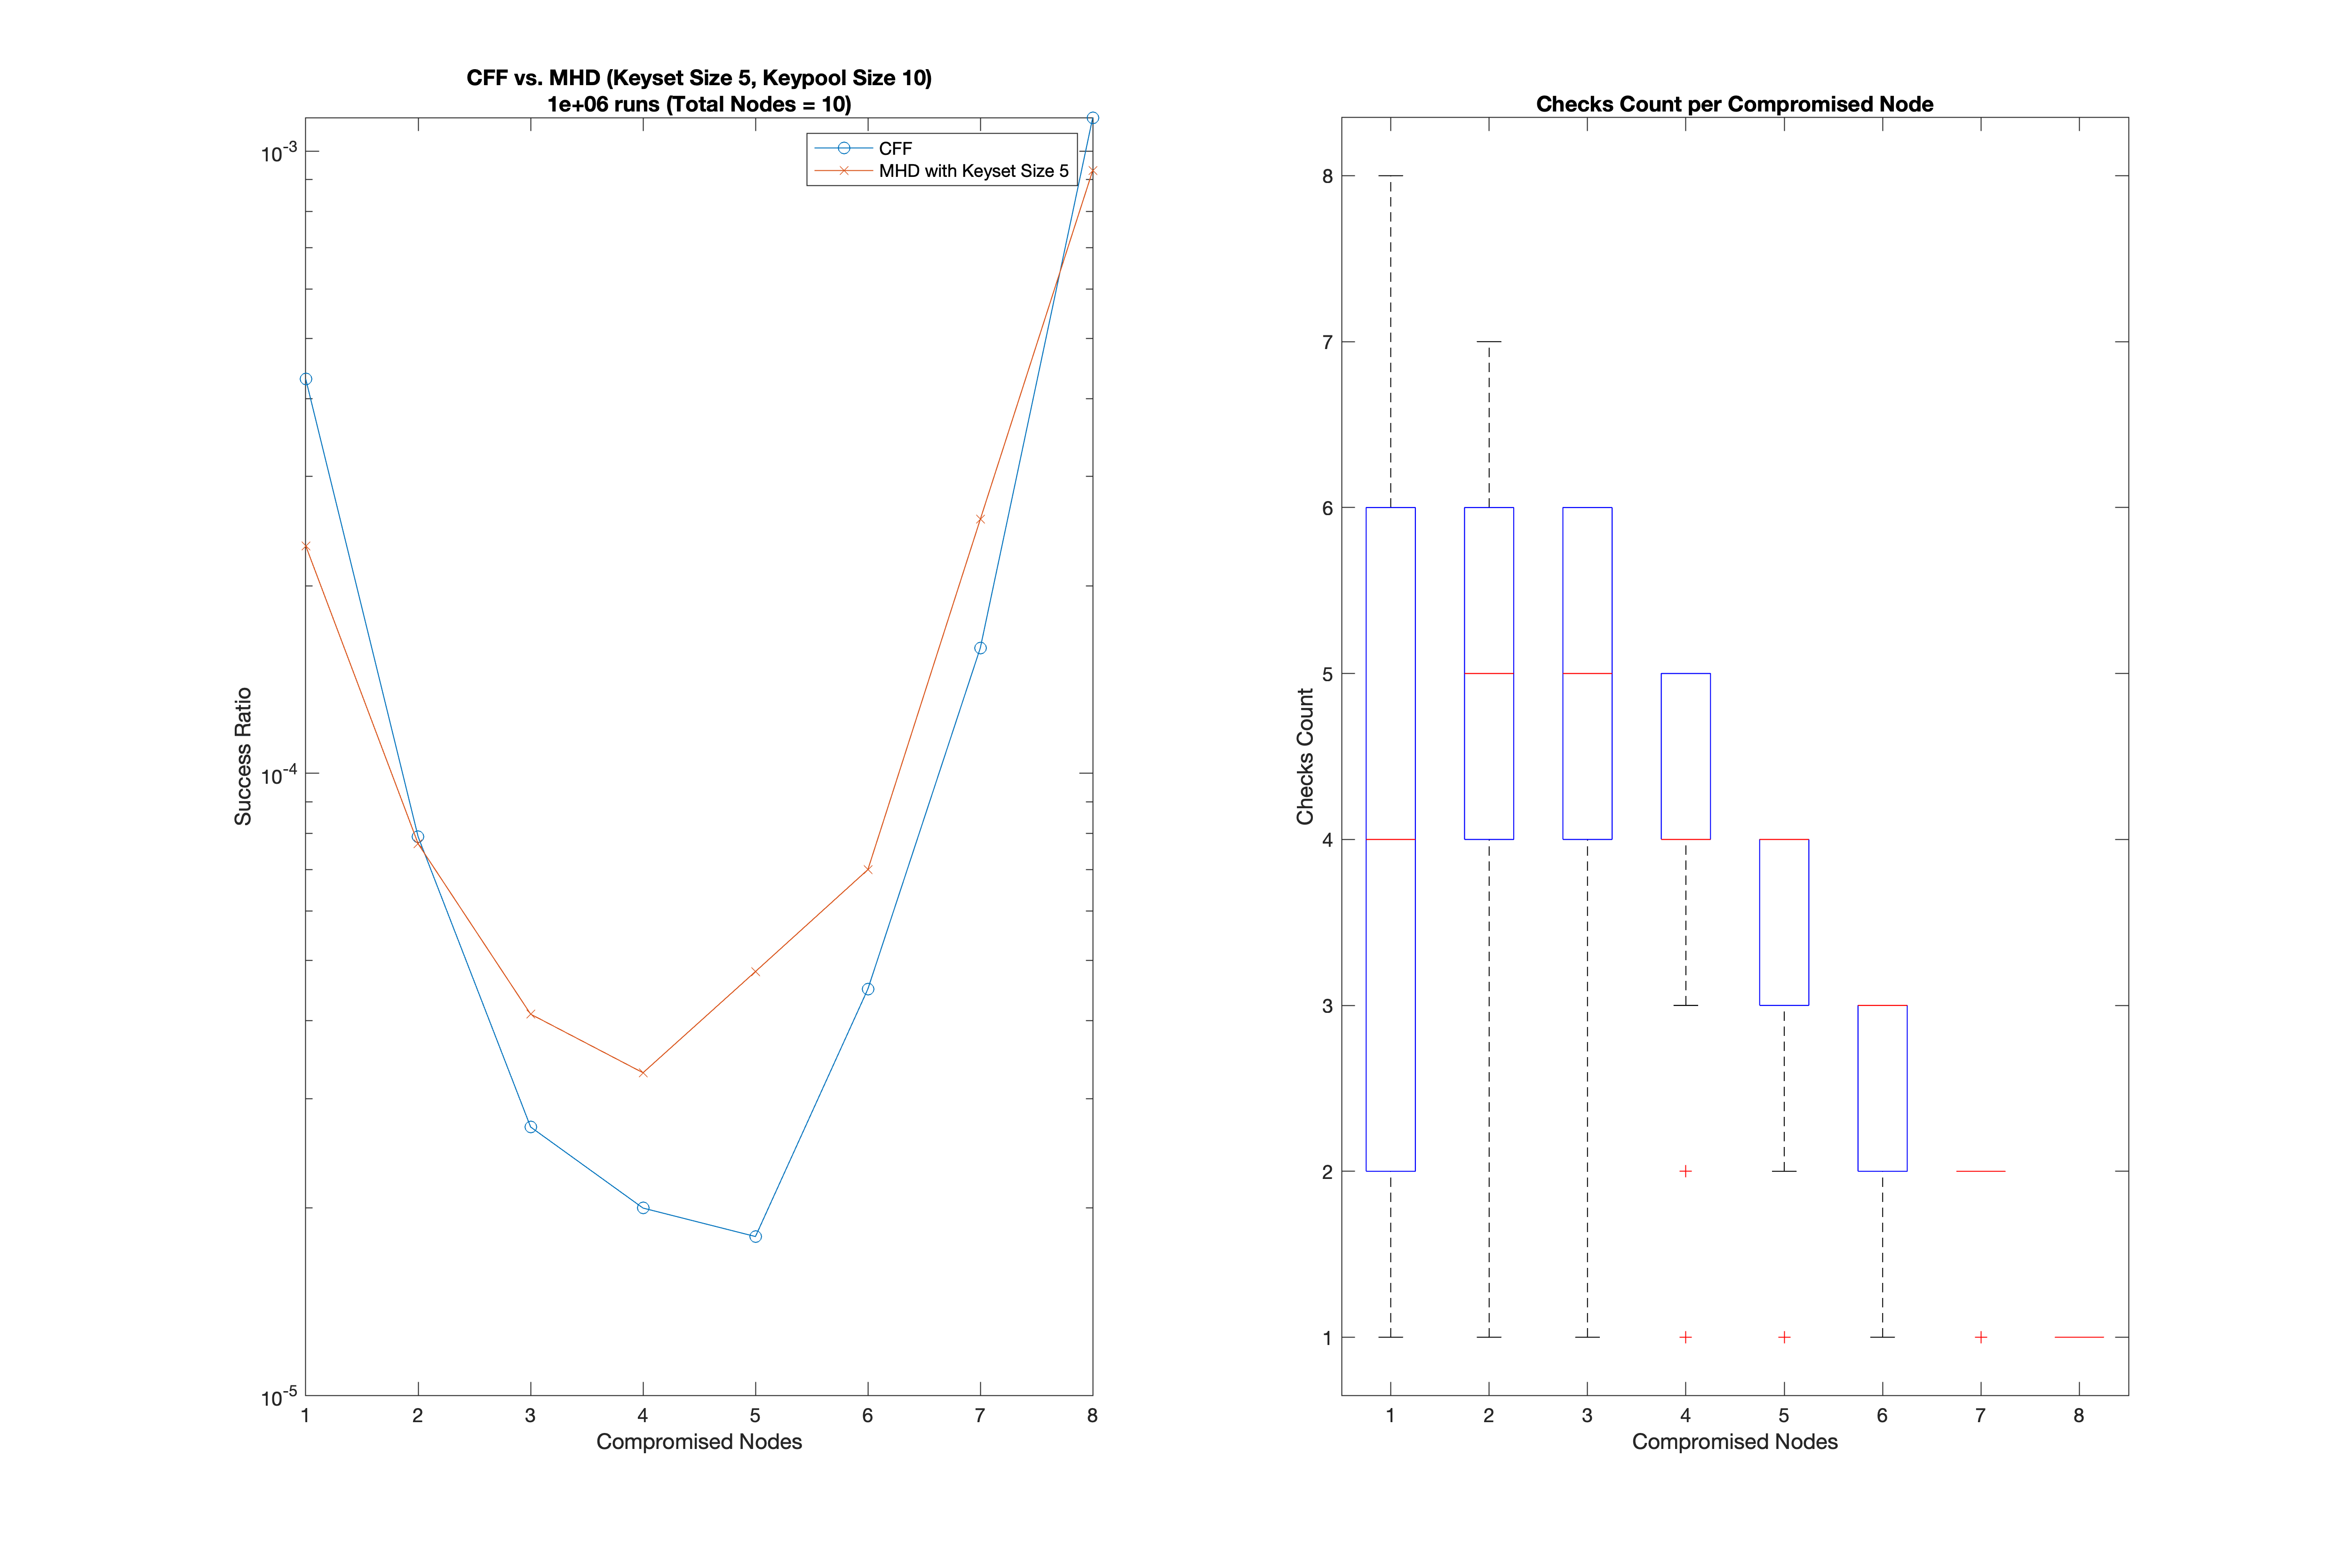 CFF vs. MHD (Keyset Size 5, Keypool Size 10)
1e+06 runs (Total Nodes = 10)
CFF
MHD with Keyset Size 5
10-3
10-4
10-5
Success Ratio
1 2 3 4 5 6 7 8
Compromised Nodes
Checks Count per Compromised Node
8
7
6
5
4
3
2
1
Checks Count
1 2 3 4 5 6 7 8
Compromised Nodes